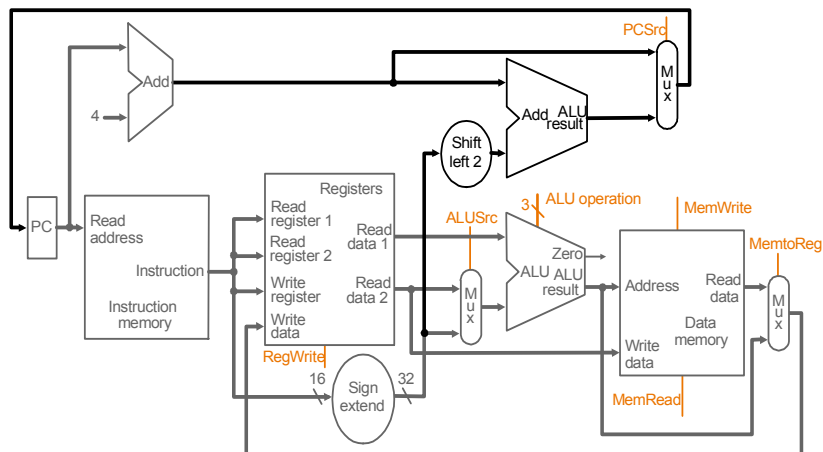 PCSrc
Add
4
M
u
x
Add
ALU
result
Shift
left 2
PC
Read
address
Instruction
Instruction
memory
Registers
Read
register 1
Read
register 2
Write
register
Write
data
Read
data 1
Read
data 2
RegWrite
16
Sign
extend
32
ALUSrc
M
u
x
3
ALU operation
Zero
ALU
ALU
result
MemWrite
Address
Read
data
Write
data
Data
memory
MemRead
MemtoReg
M
u
x